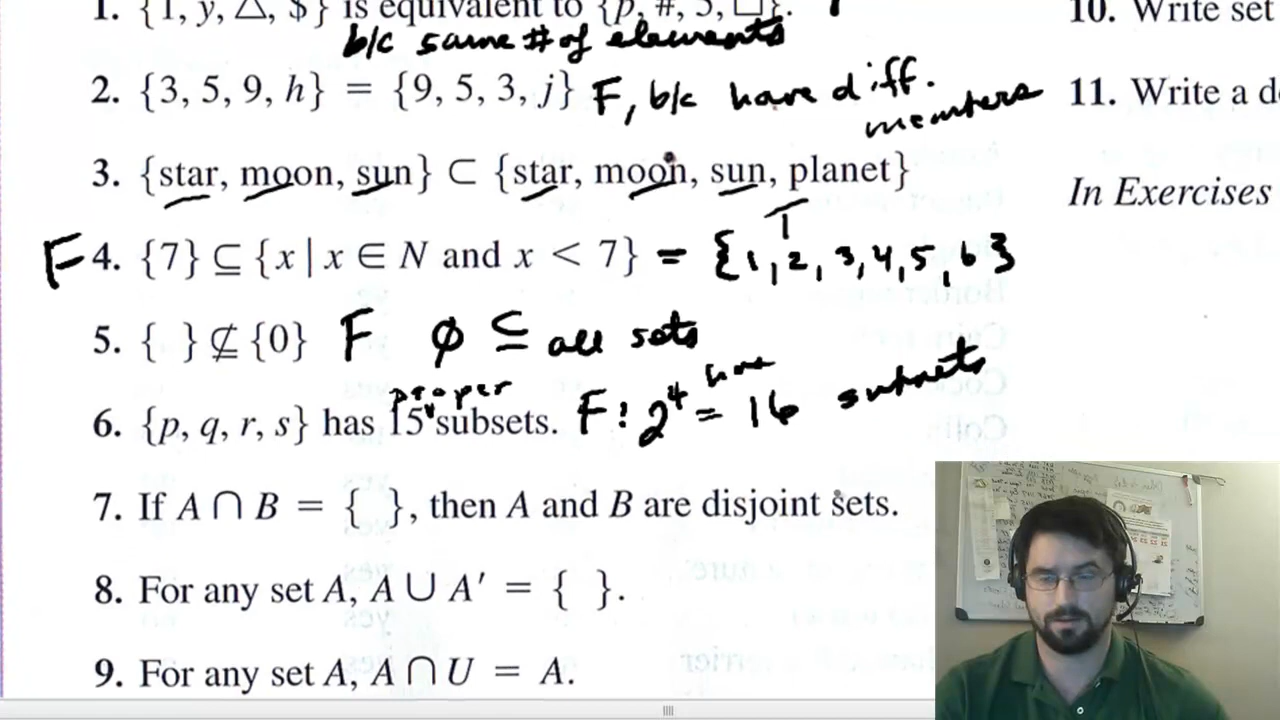 1. {1, y, △, $} is equivalent to {p, #, 5, □}.
b/c same # of elements
10. Write set
2. {3, 5, 9, h} = {9, 5, 3, j} F, b/c have diff. members
11. Write a d
3. {star, moon, sun} ⊂ {star, moon, sun, planet}
T
In Exercises
F 4. {7} ⊆ {x | x ∈ N and x < 7} = {1, 2, 3, 4, 5, 6}
5. { } ⊈ {0} F ∅ ⊆ all sets
proper
6. {p, q, r, s} has 15 subsets. F! 2⁴ = 16 subsets
7. If A ∩ B = { }, then A and B are disjoint sets.
8. For any set A, A ∪ A′ = { }.
9. For any set A, A ∩ U = A.